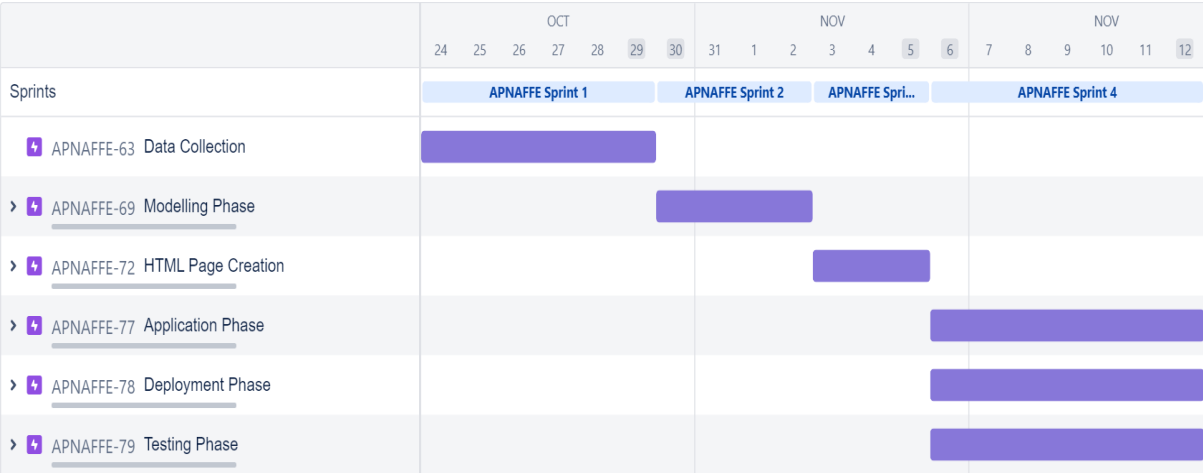 OCT NOV NOV
24 25 26 27 28 29 30 31 1 2 3 4 5 6 7 8 9 10 11 12
Sprints APNAFFE Sprint 1 APNAFFE Sprint 2 APNAFFE Spri... APNAFFE Sprint 4
APNAFFE-63 Data Collection
APNAFFE-69 Modelling Phase
APNAFFE-72 HTML Page Creation
APNAFFE-77 Application Phase
APNAFFE-78 Deployment Phase
APNAFFE-79 Testing Phase